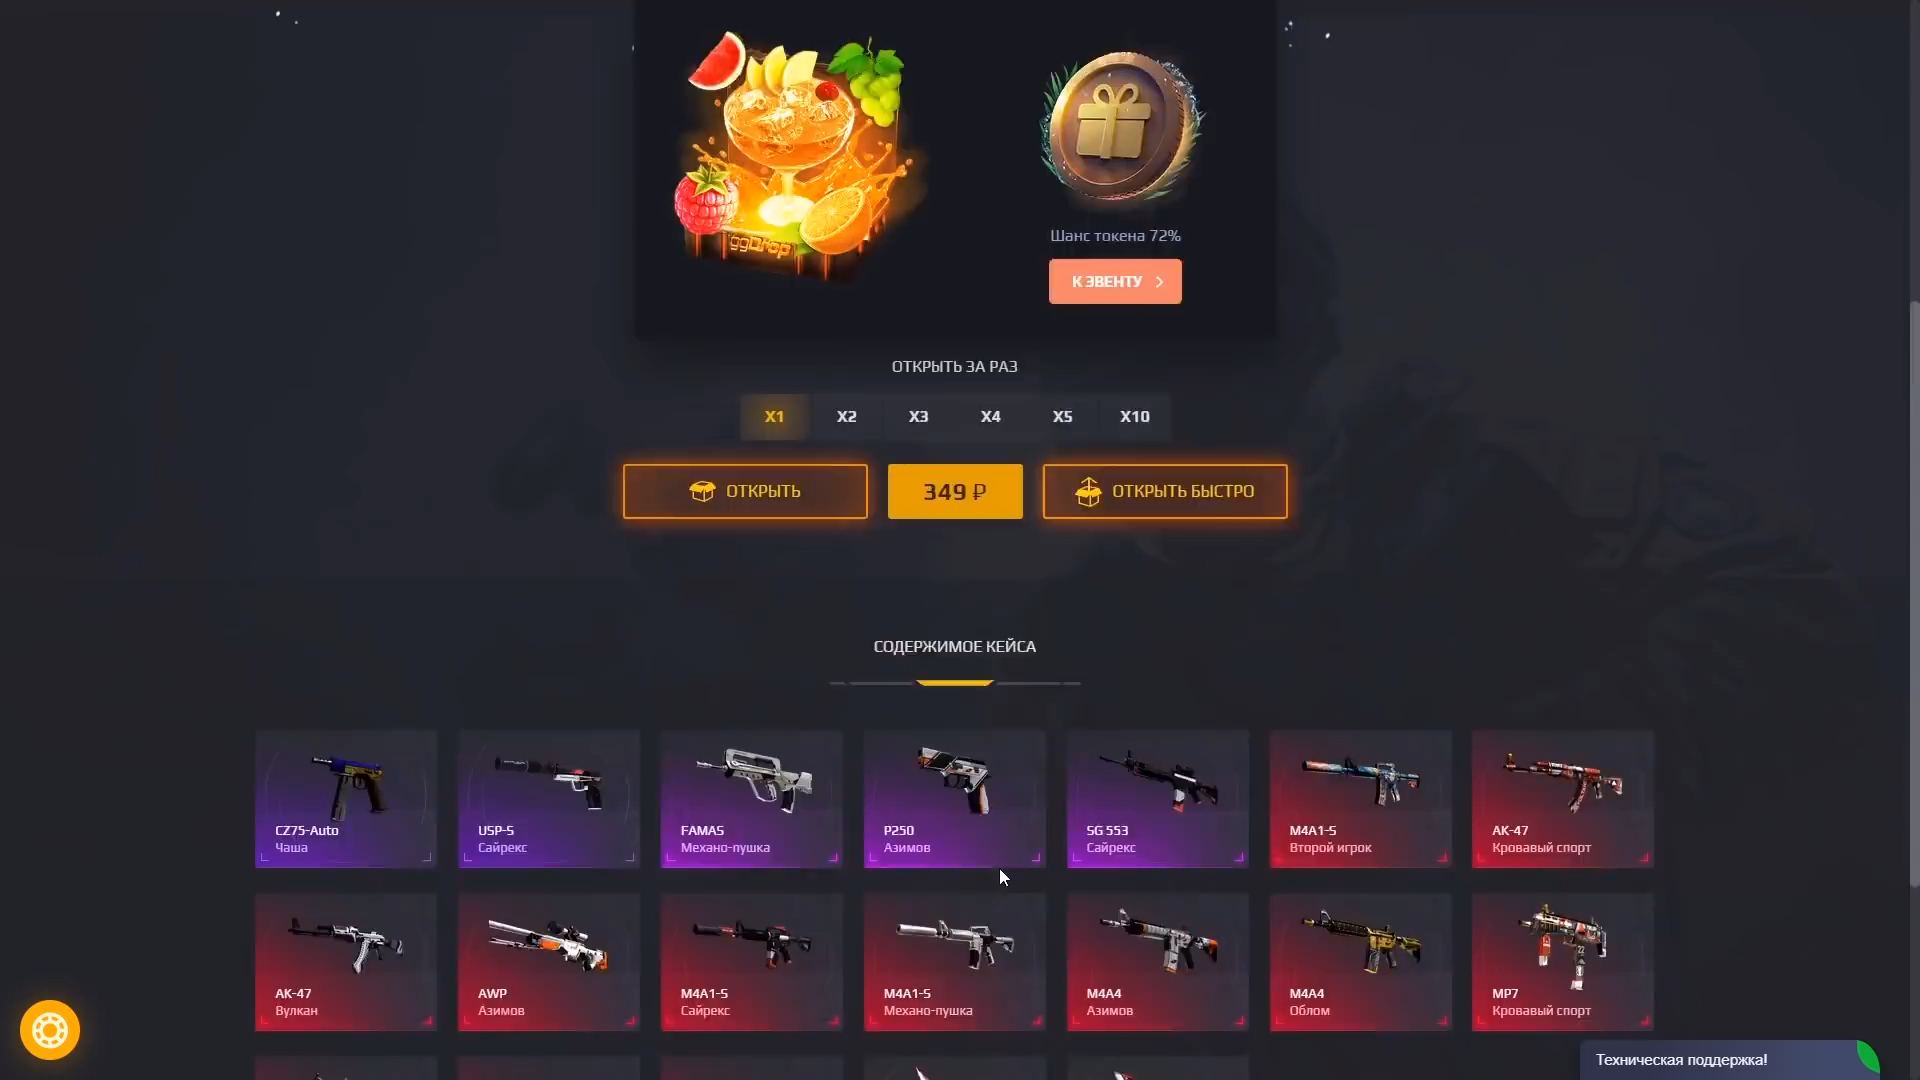 ggDrop
Шанс токена 72%
К ЭВЕНТУ
ОТКРЫТЬ ЗА РАЗ
X1 X2 X3 X4 X5 X10
ОТКРЫТЬ 349 ₽ ОТКРЫТЬ БЫСТРО
СОДЕРЖИМОЕ КЕЙСА
CZ75-Auto
Чаша
USP-S
Сайрекс
FAMAS
Механо-пушка
P250
Азимов
SG 553
Сайрекс
M4A1-S
Второй игрок
AK-47
Кровавый спорт
AK-47
Вулкан
AWP
Азимов
M4A1-S
Сайрекс
M4A1-S
Механо-пушка
M4A4
Азимов
M4A4
Облом
MP7
Кровавый спорт
Техническая поддержка!